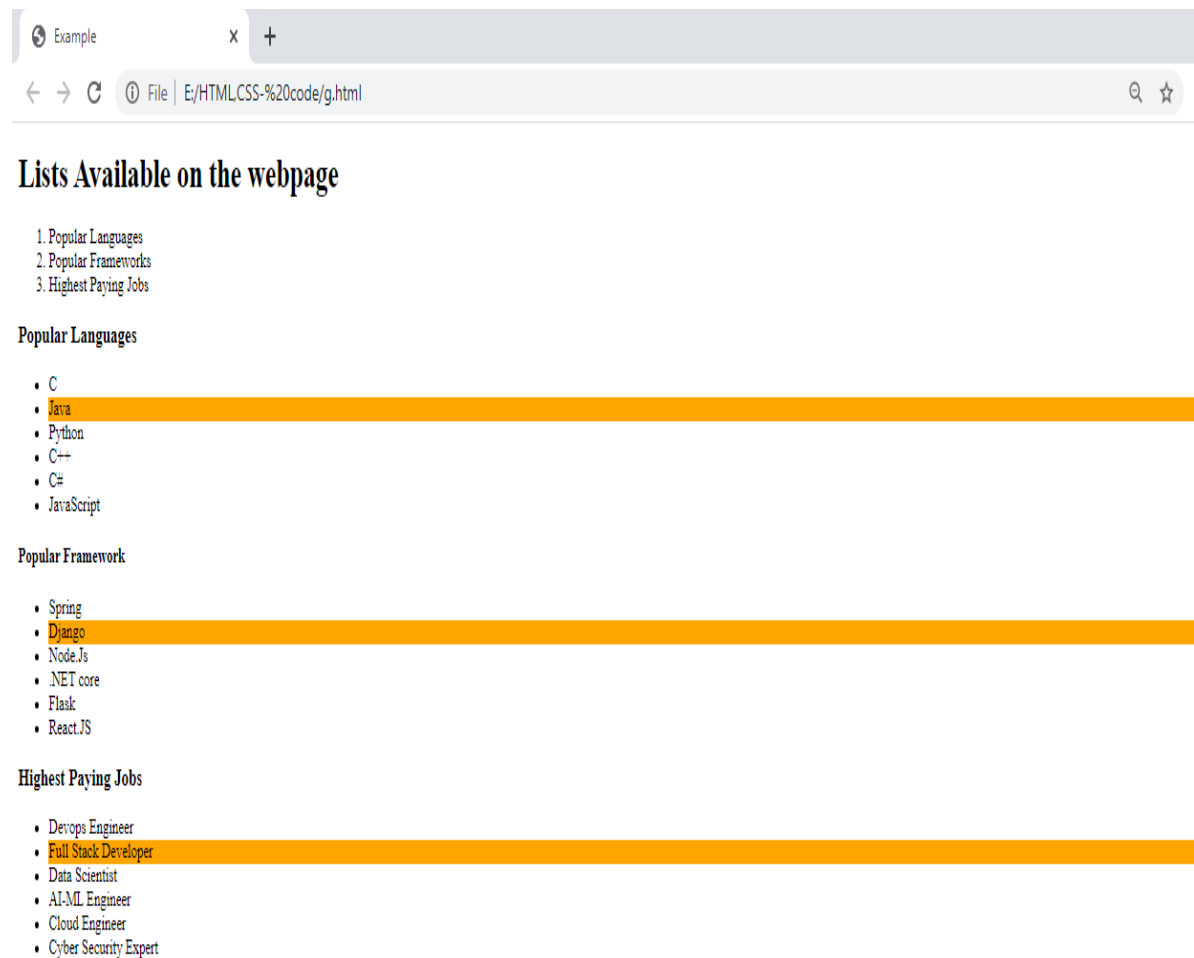 Example
File E:/HTML,CSS-%20code/g.html
Lists Available on the webpage
1. Popular Languages
2. Popular Frameworks
3. Highest Paying Jobs
Popular Languages
• C
• Java
• Python
• C++
• C#
• JavaScript
Popular Framework
• Spring
• Django
• Node.Js
• .NET core
• Flask
• React.JS
Highest Paying Jobs
• Devops Engineer
• Full Stack Developer
• Data Scientist
• AI-ML Engineer
• Cloud Engineer
• Cyber Security Expert